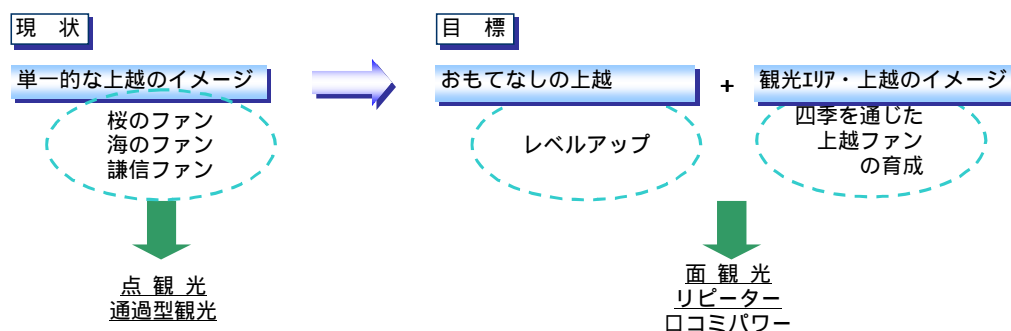 現　状
単一的な上越のイメージ
桜のファン
海のファン
謙信ファン
点 観 光
通過型観光
目　標
おもてなしの上越
レベルアップ
+
観光ｴﾘｱ・上越のイメージ
四季を通じた
上越ファン
の育成
面 観 光
リピーター
口コミパワー